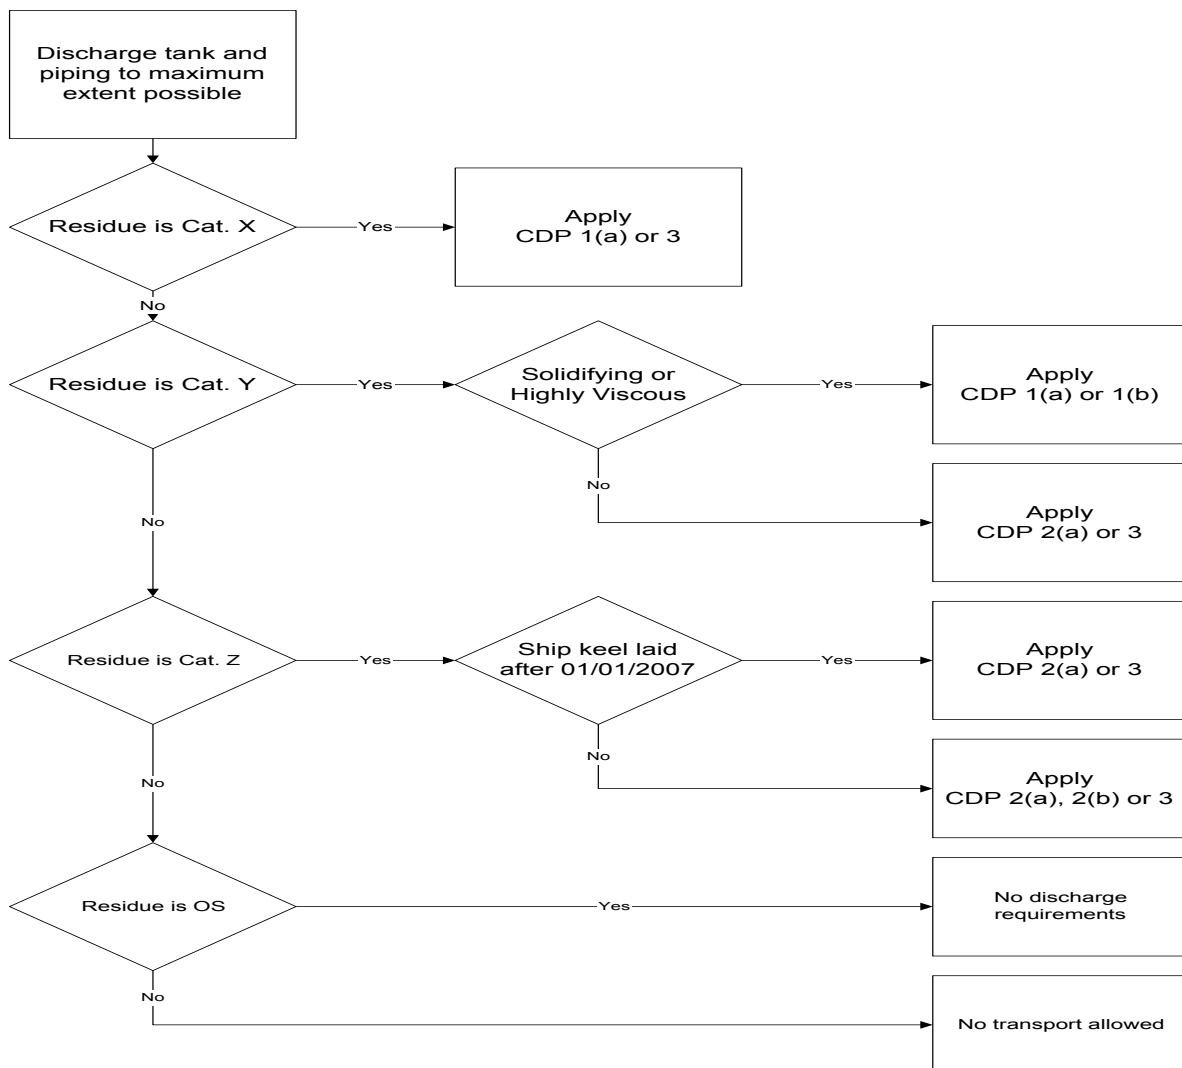 Discharge tank and
piping to maximum
extent possible
Residue is Cat. X
Yes
Apply
CDP 1(a) or 3
No
Residue is Cat. Y
Yes
Solidifying or
Highly Viscous
Yes
Apply
CDP 1(a) or 1(b)
No
Apply
CDP 2(a) or 3
No
Residue is Cat. Z
Yes
Ship keel laid
after 01/01/2007
Yes
Apply
CDP 2(a) or 3
No
Apply
CDP 2(a), 2(b) or 3
No
Residue is OS
Yes
No discharge
requirements
No
No transport allowed